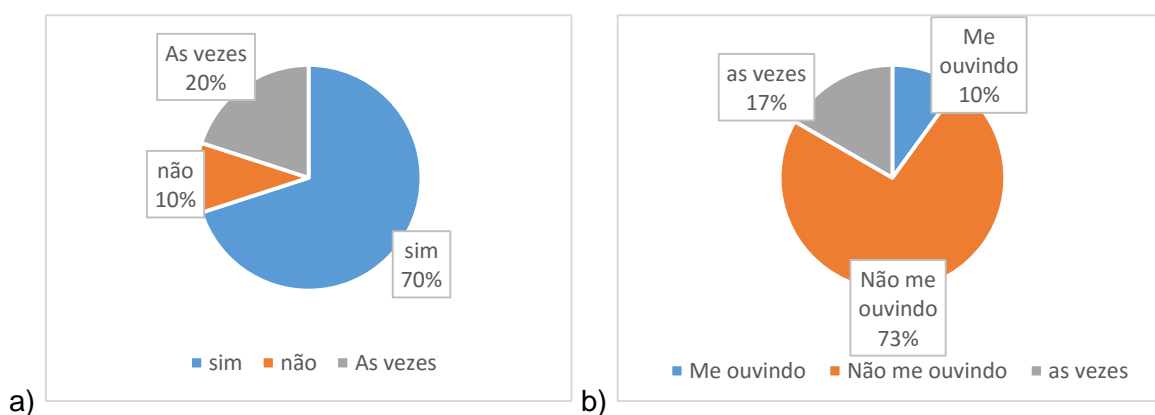 As vezes
20%
não
10%
sim
70%
sim não As vezes
a)
Me
ouvindo
10%
as vezes
17%
Não me
ouvindo
73%
Me ouvindo Não me ouvindo as vezes
b)